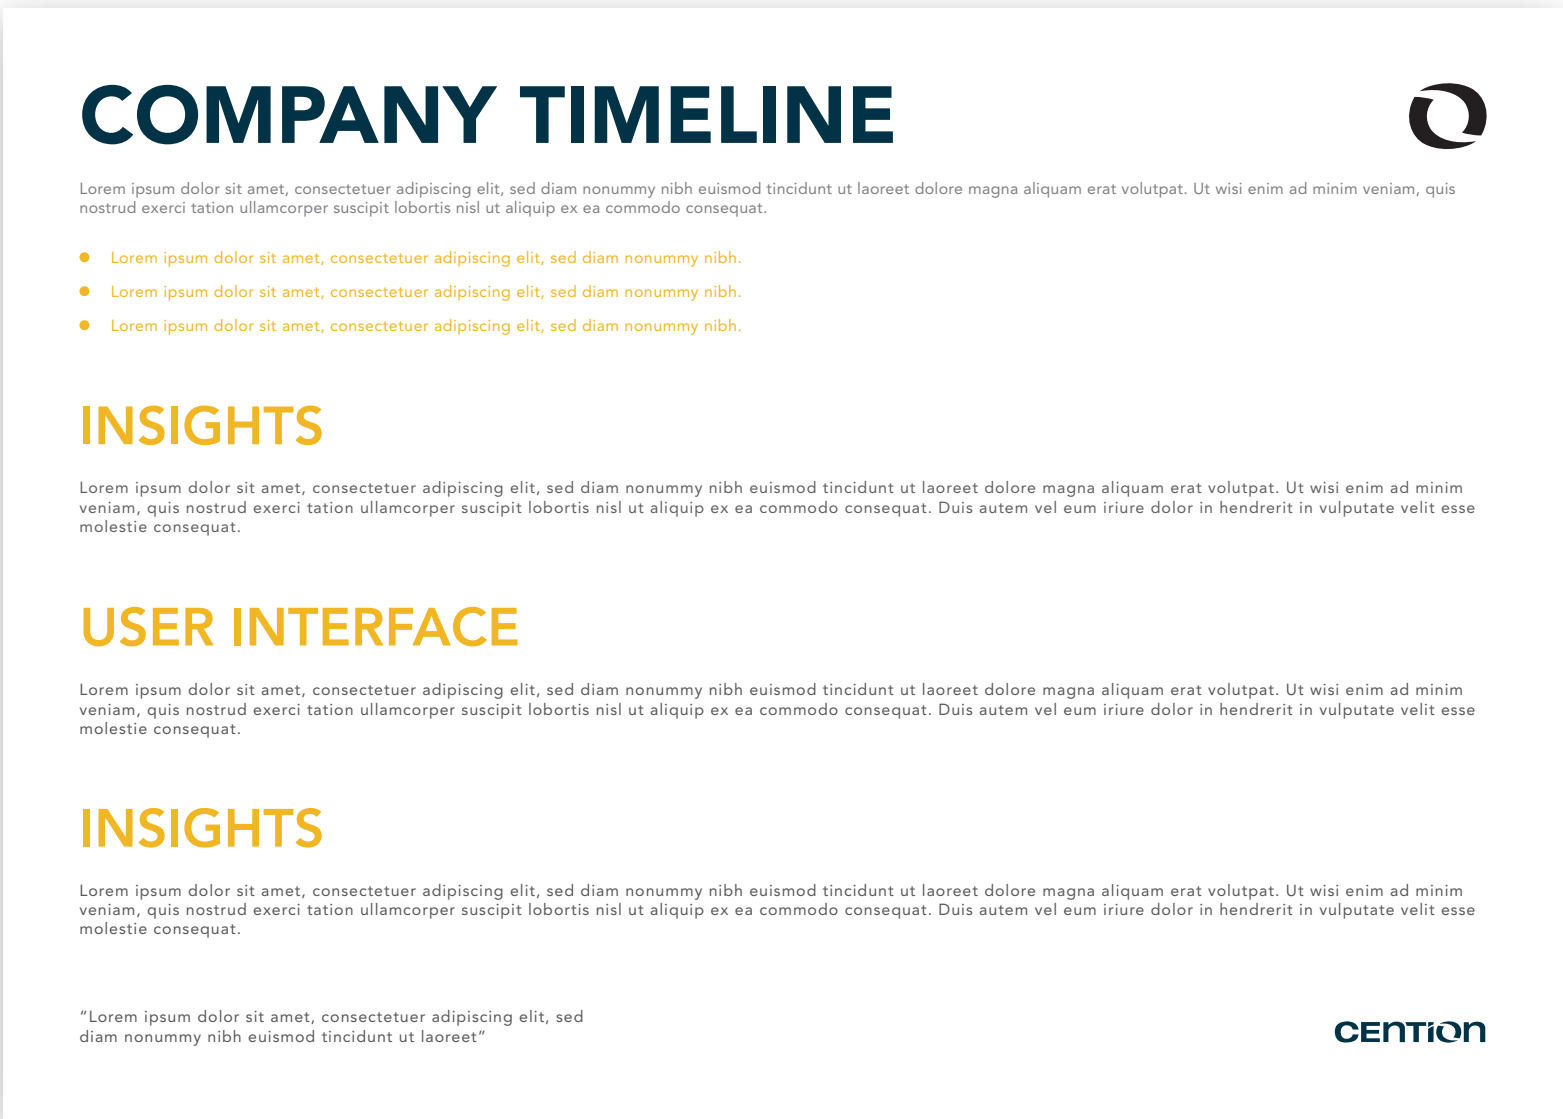 COMPANY TIMELINE
Lorem ipsum dolor sit amet, consectetuer adipiscing elit, sed diam nonummy nibh euismod tincidunt ut laoreet dolore magna aliquam erat volutpat. Ut wisi enim ad minim veniam, quis
nostrud exerci tation ullamcorper suscipit lobortis nisl ut aliquip ex ea commodo consequat.
Lorem ipsum dolor sit amet, consectetuer adipiscing elit, sed diam nonummy nibh.
Lorem ipsum dolor sit amet, consectetuer adipiscing elit, sed diam nonummy nibh.
Lorem ipsum dolor sit amet, consectetuer adipiscing elit, sed diam nonummy nibh.
INSIGHTS
Lorem ipsum dolor sit amet, consectetuer adipiscing elit, sed diam nonummy nibh euismod tincidunt ut laoreet dolore magna aliquam erat volutpat. Ut wisi enim ad minim
veniam, quis nostrud exerci tation ullamcorper suscipit lobortis nisl ut aliquip ex ea commodo consequat. Duis autem vel eum iriure dolor in hendrerit in vulputate velit esse
molestie consequat.
USER INTERFACE
Lorem ipsum dolor sit amet, consectetuer adipiscing elit, sed diam nonummy nibh euismod tincidunt ut laoreet dolore magna aliquam erat volutpat. Ut wisi enim ad minim
veniam, quis nostrud exerci tation ullamcorper suscipit lobortis nisl ut aliquip ex ea commodo consequat. Duis autem vel eum iriure dolor in hendrerit in vulputate velit esse
molestie consequat.
INSIGHTS
Lorem ipsum dolor sit amet, consectetuer adipiscing elit, sed diam nonummy nibh euismod tincidunt ut laoreet dolore magna aliquam erat volutpat. Ut wisi enim ad minim
veniam, quis nostrud exerci tation ullamcorper suscipit lobortis nisl ut aliquip ex ea commodo consequat. Duis autem vel eum iriure dolor in hendrerit in vulputate velit esse
molestie consequat.
“Lorem ipsum dolor sit amet, consectetuer adipiscing elit, sed
diam nonummy nibh euismod tincidunt ut laoreet”
CENTION